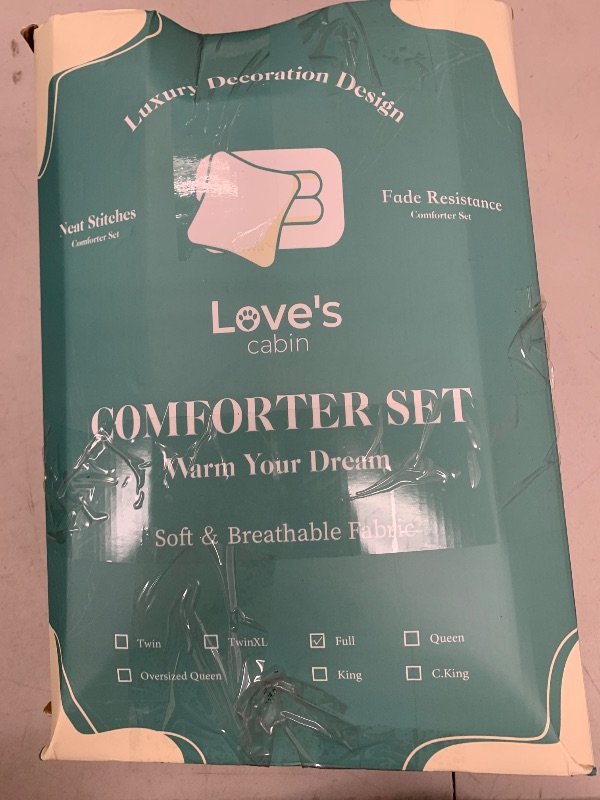 Luxury Decoration Design
Neat Stitches
Comforter Set
Fade Resistance
Comforter Set
Love's
cabin
COMFORTER SET
Warm Your Dream
Soft & Breathable Fabric
Twin
TwinXL
Full
Queen
Oversized Queen
King
C.King